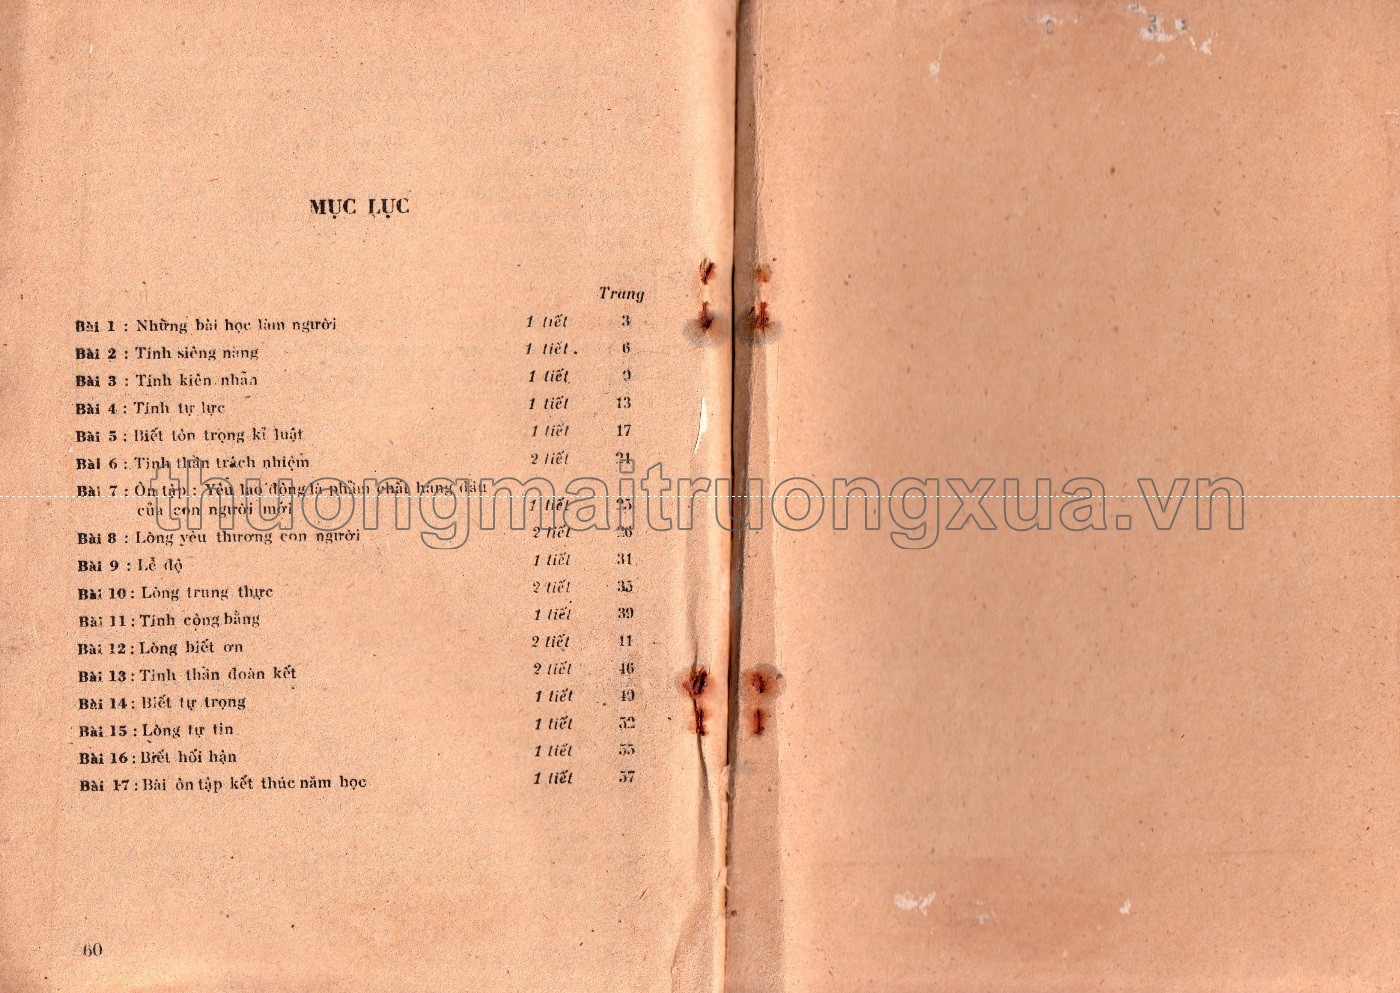 MỤC LỤC
Trang
Bài 1 : Những bài học làm người 1 tiết 3
Bài 2 : Tính siêng năng 1 tiết. 6
Bài 3 : Tính kiên nhẫn 1 tiết 9
Bài 4 : Tính tự lực 1 tiết 13
Bài 5 : Biết tôn trọng kỉ luật 1 tiết 17
Bài 6 : Tinh thần trách nhiệm 2 tiết 21
Bài 7 : Ôn tập : Yêu lao động là phẩm chất hàng đầu
của con người mới 1 tiết 25
Bài 8 : Lòng yêu thương con người 2 tiết 26
Bài 9 : Lễ độ 1 tiết 31
Bài 10 : Lòng trung thực 2 tiết 35
Bài 11 : Tính công bằng 1 tiết 39
Bài 12 : Lòng biết ơn 2 tiết 41
Bài 13 : Tinh thần đoàn kết 2 tiết 46
Bài 14 : Biết tự trọng 1 tiết 49
Bài 15 : Lòng tự tin 1 tiết 52
Bài 16 : Biết hối hận 1 tiết 55
Bài 17 : Bài ôn tập kết thúc năm học 1 tiết 57
60
thuongmaitruongxua.vn